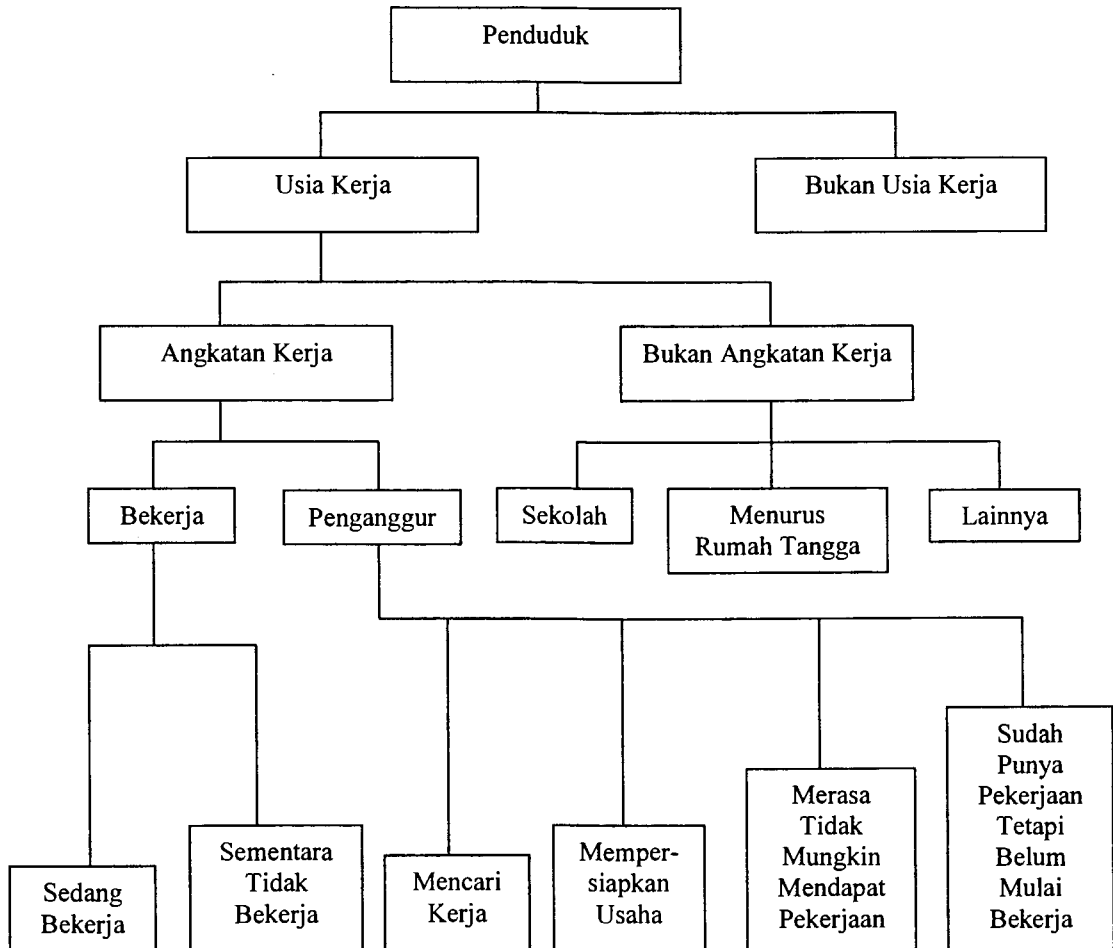 Penduduk
Usia Kerja
Bukan Usia Kerja
Angkatan Kerja
Bukan Angkatan Kerja
Bekerja
Penganggur
Sekolah
Menurus
Rumah Tangga
Lainnya
Sedang
Bekerja
Sementara
Tidak
Bekerja
Mencari
Kerja
Memper-
siapkan
Usaha
Merasa
Tidak
Mungkin
Mendapat
Pekerjaan
Sudah
Punya
Pekerjaan
Tetapi
Belum
Mulai
Bekerja